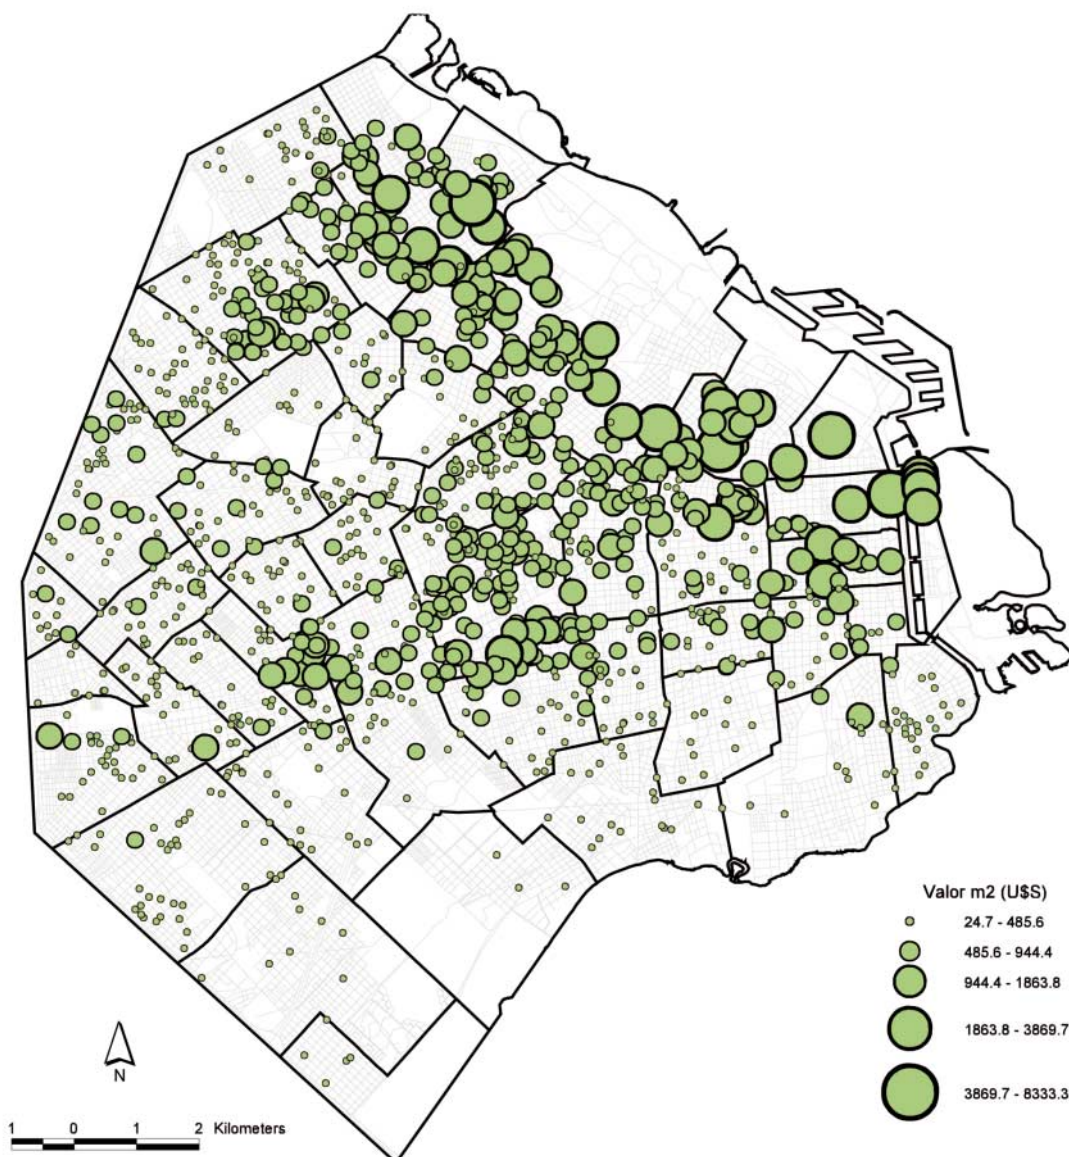 Valor m2 (U$S)
24.7 - 485.6
485.6 - 944.4
944.4 - 1863.8
1863.8 - 3869.7
3869.7 - 8333.3
N
1 0 1 2 Kilometers